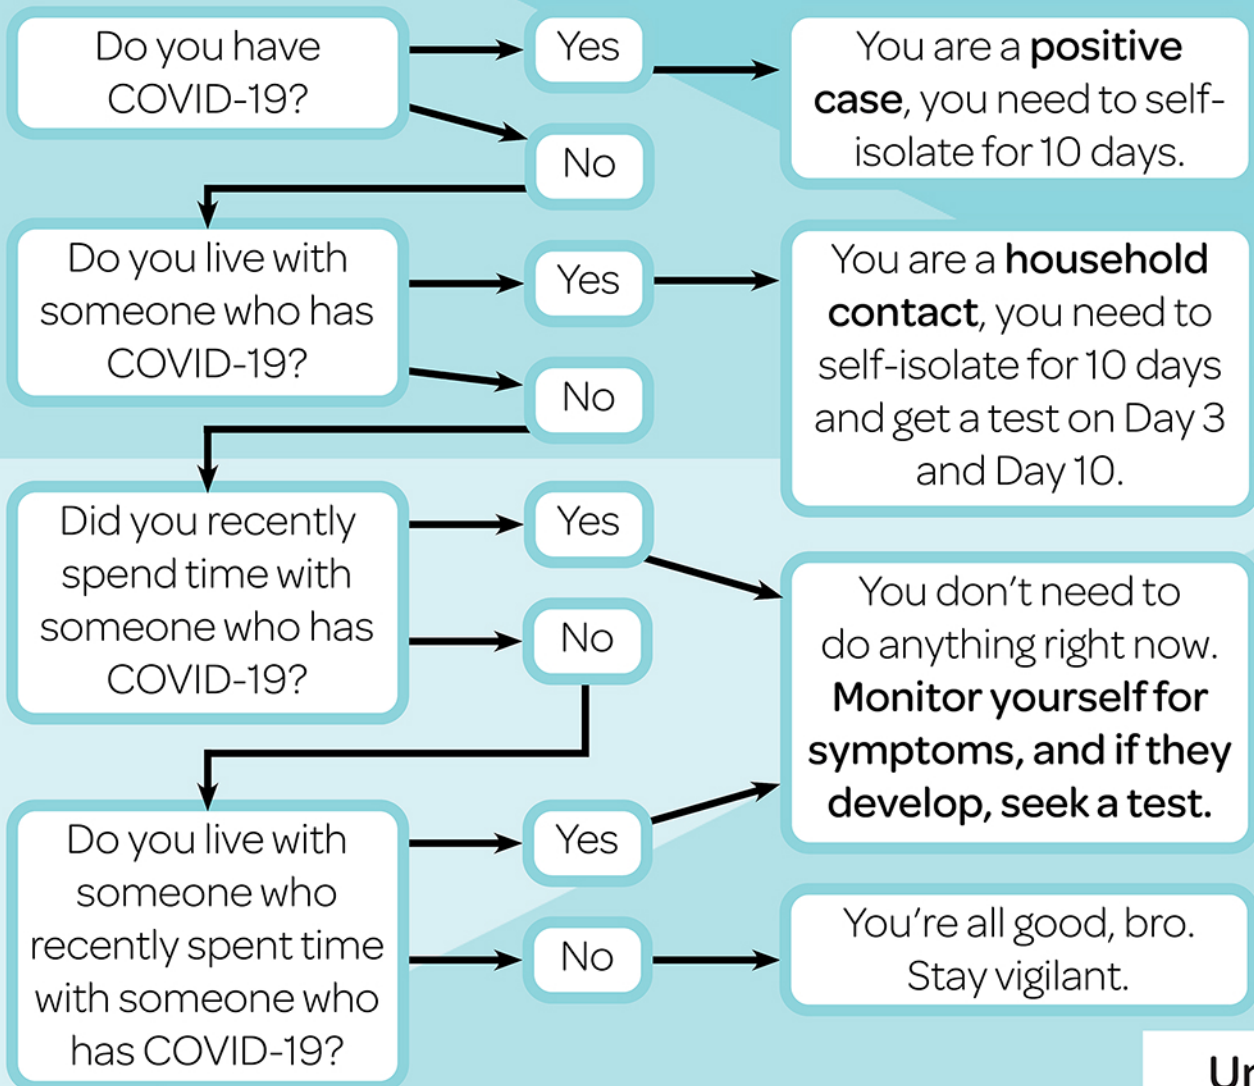 Do you have
COVID-19?
Yes
No
You are a positive
case, you need to self-
isolate for 10 days.
Do you live with
someone who has
COVID-19?
Yes
No
You are a household
contact, you need to
self-isolate for 10 days
and get a test on Day 3
and Day 10.
Did you recently
spend time with
someone who has
COVID-19?
Yes
No
You don't need to
do anything right now.
Monitor yourself for
symptoms, and if they
develop, seek a test.
Do you live with
someone who
recently spent time
with someone who
has COVID-19?
Yes
No
You're all good, bro.
Stay vigilant.